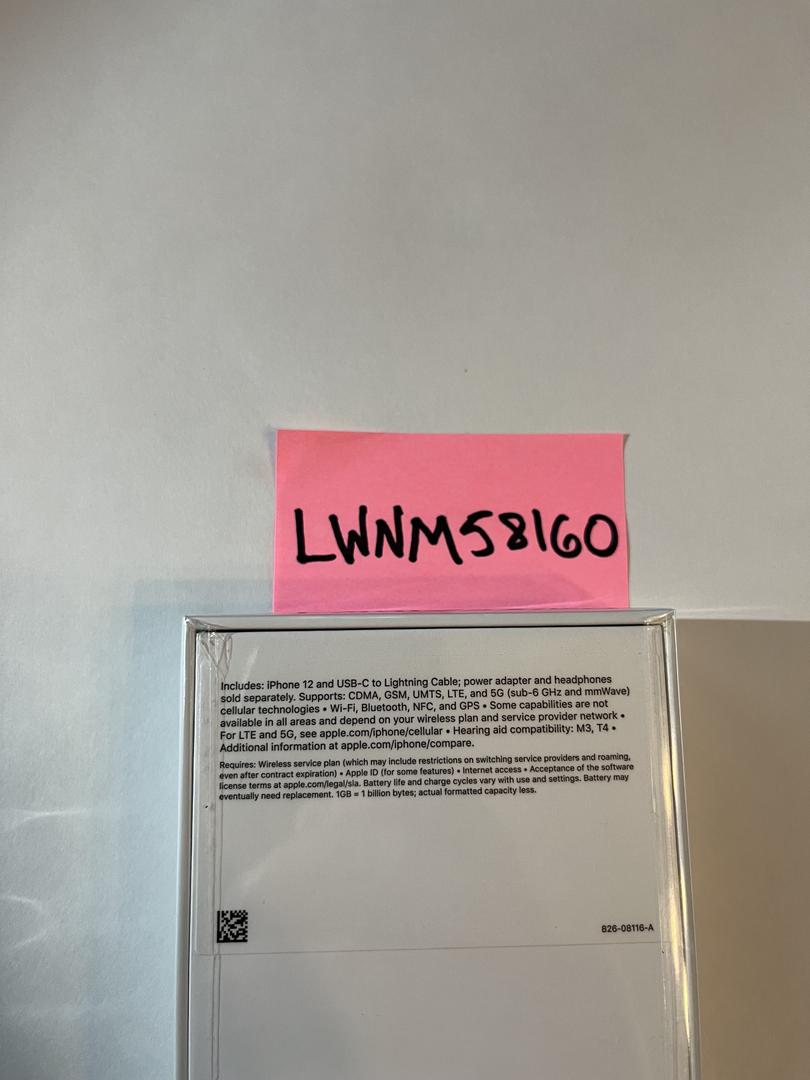 LWNM58160
Includes: iPhone 12 and USB-C to Lightning Cable; power adapter and headphones
sold separately. Supports: CDMA, GSM, UMTS, LTE, and 5G (sub-6 GHz and mmWave)
cellular technologies • Wi-Fi, Bluetooth, NFC, and GPS • Some capabilities are not
available in all areas and depend on your wireless plan and service provider network •
For LTE and 5G, see apple.com/iphone/cellular • Hearing aid compatibility: M3, T4 •
Additional information at apple.com/iphone/compare.
Requires: Wireless service plan (which may include restrictions on switching service providers and roaming,
even after contract expiration) • Apple ID (for some features) • Internet access • Acceptance of the software
license terms at apple.com/legal/sla. Battery life and charge cycles vary with use and settings. Battery may
eventually need replacement. 1GB = 1 billion bytes; actual formatted capacity less.
826-08116-A